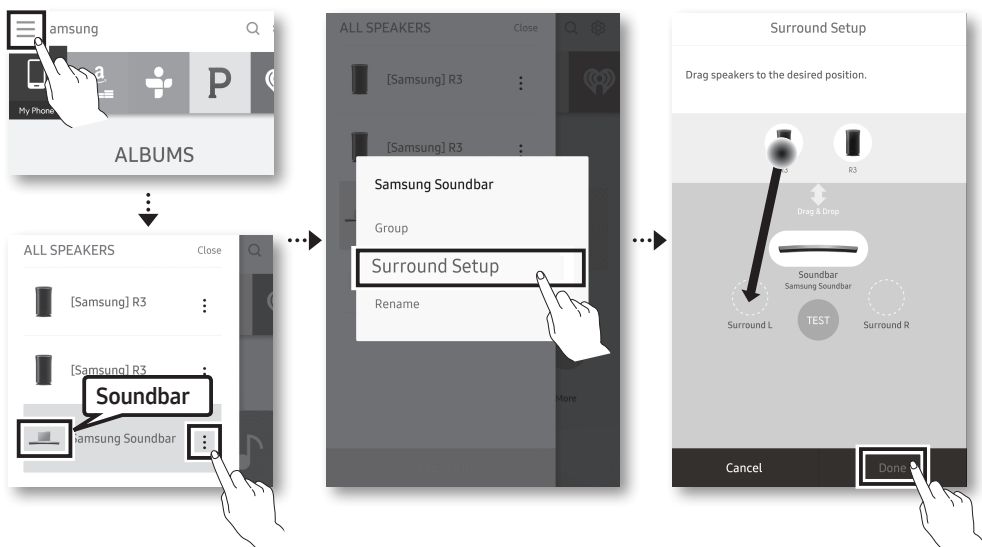 amsung
a
P
My Phone
ALBUMS
ALL SPEAKERS Close
[Samsung] R3
[Samsung] R3
Soundbar
Samsung Soundbar
ALL SPEAKERS Close
[Samsung] R3
[Samsung] R3
Samsung Soundbar
Group
Surround Setup
Rename
More
Surround Setup
Drag speakers to the desired position.
R3
R3
Drag & Drop
Soundbar
Samsung Soundbar
Surround L
TEST
Surround R
Cancel
Done